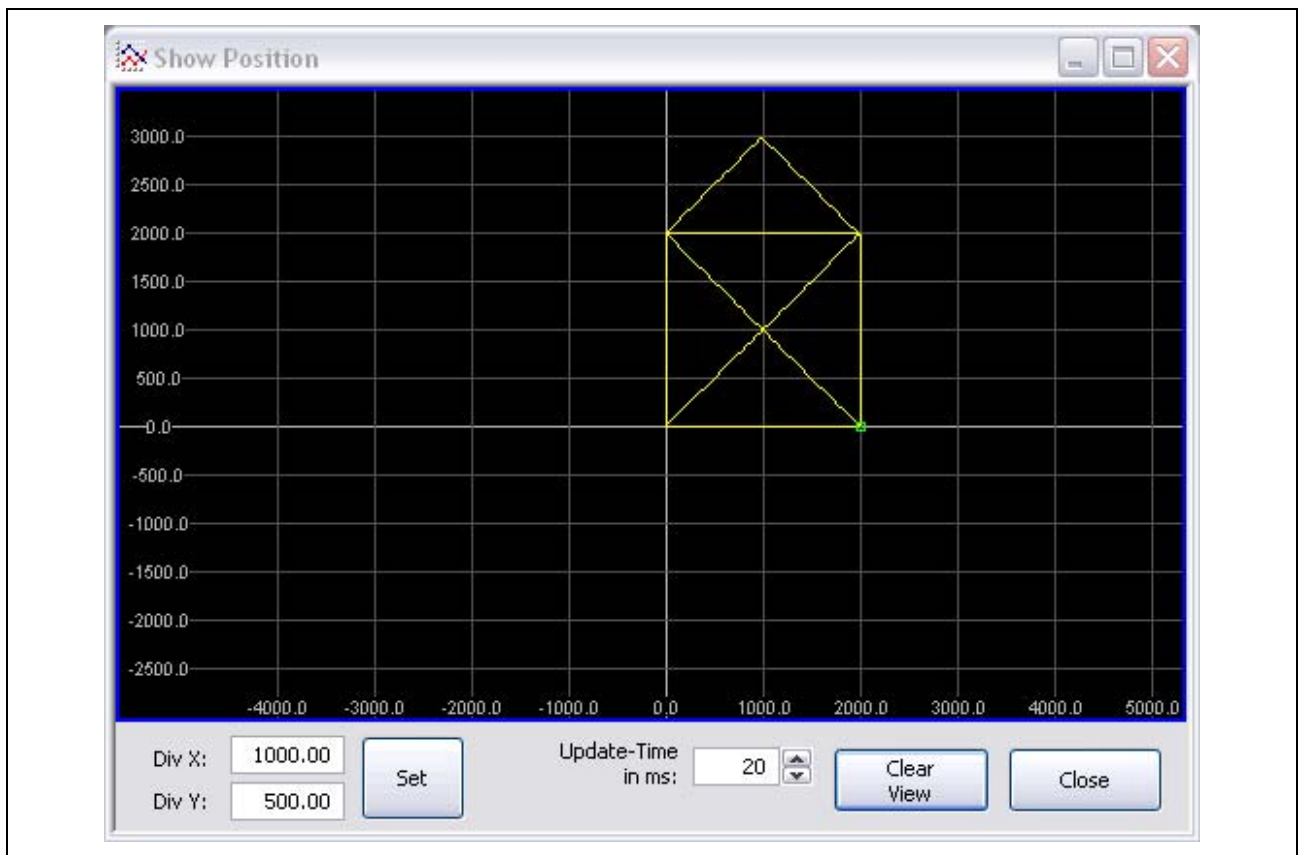 Show Position
3000.0
2500.0
2000.0
1500.0
1000.0
500.0
0.0
-500.0
-1000.0
-1500.0
-2000.0
-2500.0
-4000.0 -3000.0 -2000.0 -1000.0 0.0 1000.0 2000.0 3000.0 4000.0 5000.0
Div X: 1000.00
Div Y: 500.00
Set
Update-Time
in ms: 20
Clear
View
Close